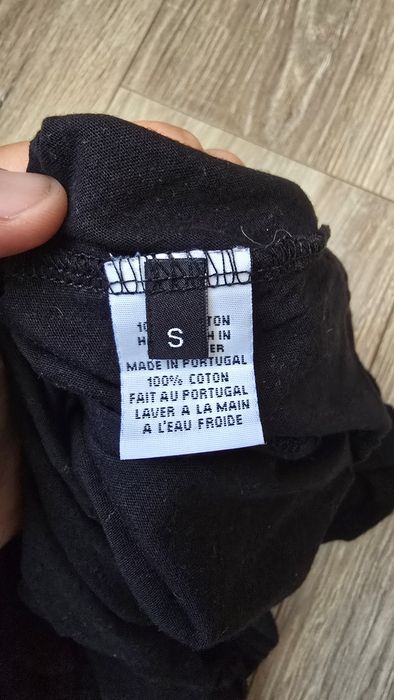 S
MADE IN PORTUGAL
100% COTON
FAIT AU PORTUGAL
LAVER A LA MAIN
A L'EAU FROIDE